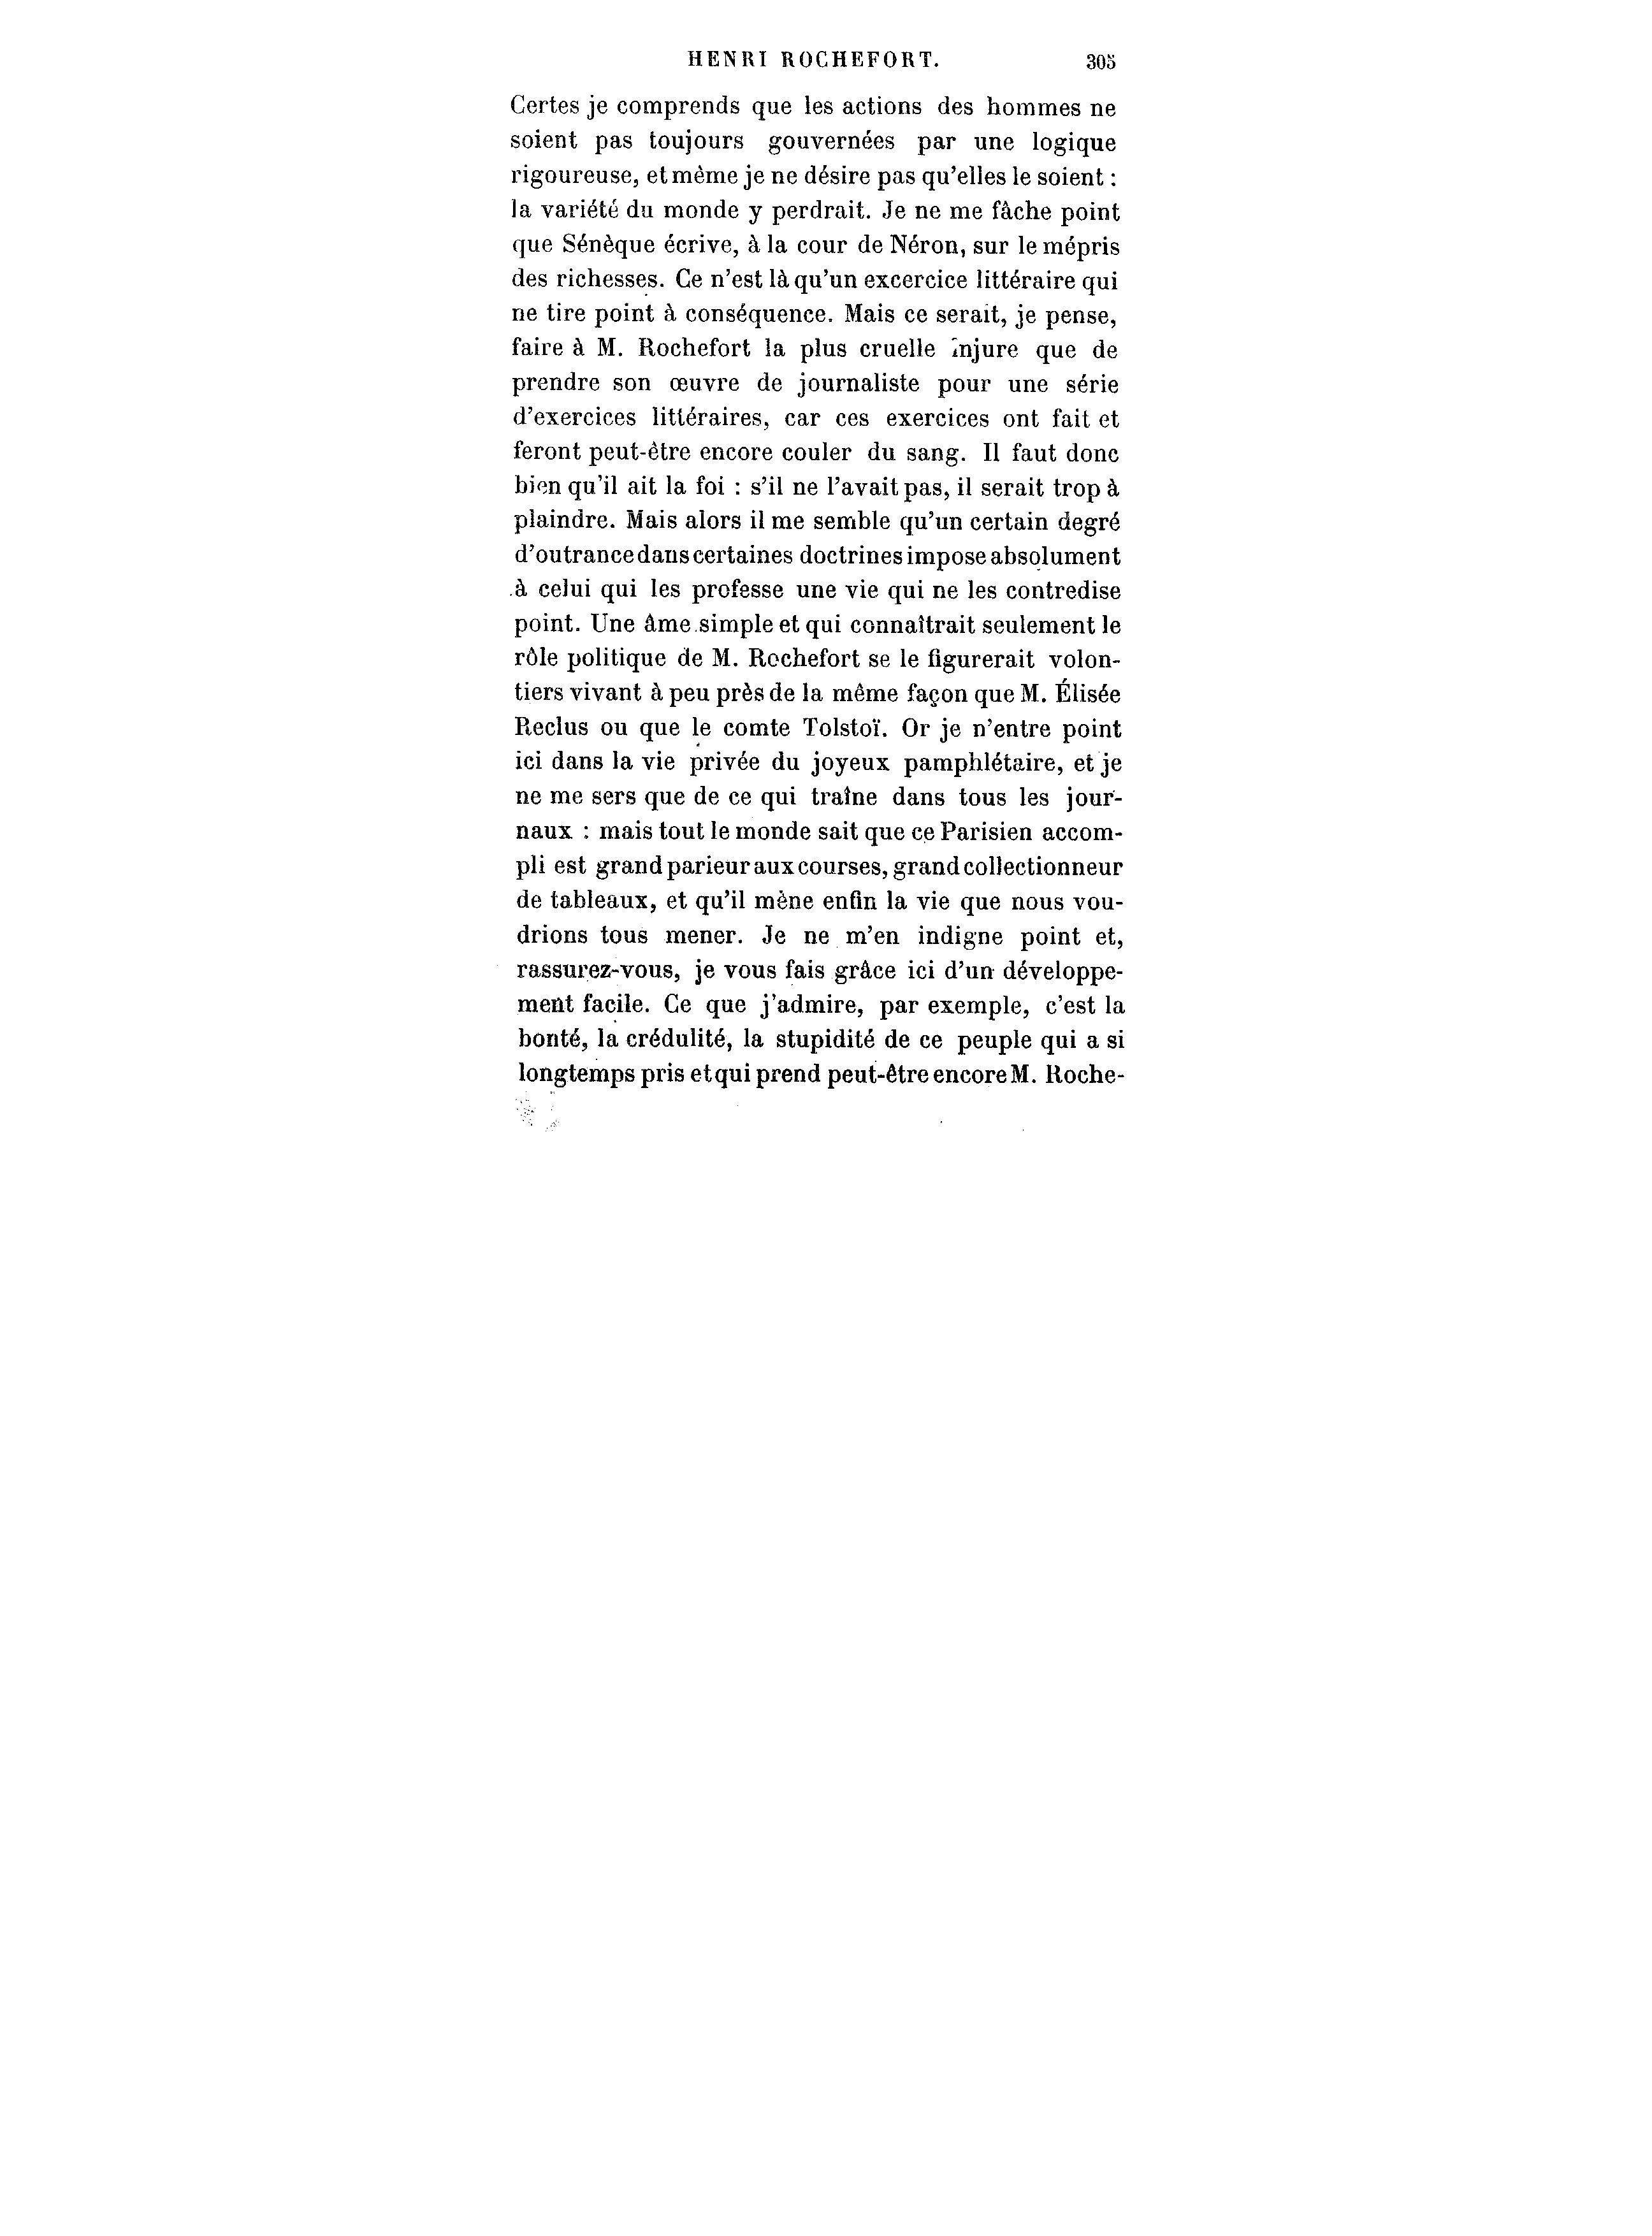 HENRI ROCHEFORT. 305
Certes je comprends que les actions des hommes ne
soient pas toujours gouvernées par une logique
rigoureuse, et même je ne désire pas qu'elles le soient :
la variété du monde y perdrait. Je ne me fâche point
que Sénèque écrive, à la cour de Néron, sur le mépris
des richesses. Ce n'est là qu'un excercice littéraire qui
ne tire point à conséquence. Mais ce serait, je pense,
faire à M. Rochefort la plus cruelle injure que de
prendre son œuvre de journaliste pour une série
d'exercices littéraires, car ces exercices ont fait et
feront peut-être encore couler du sang. Il faut donc
bien qu'il ait la foi : s'il ne l'avait pas, il serait trop à
plaindre. Mais alors il me semble qu'un certain degré
d'outrance dans certaines doctrines impose absolument
à celui qui les professe une vie qui ne les contredise
point. Une âme simple et qui connaîtrait seulement le
rôle politique de M. Rochefort se le figurerait volon-
tiers vivant à peu près de la même façon que M. Élisée
Reclus ou que le comte Tolstoï. Or je n'entre point
ici dans la vie privée du joyeux pamphlétaire, et je
ne me sers que de ce qui traîne dans tous les jour-
naux : mais tout le monde sait que ce Parisien accom-
pli est grand parieur aux courses, grand collectionneur
de tableaux, et qu'il mène enfin la vie que nous vou-
drions tous mener. Je ne m'en indigne point et,
rassurez-vous, je vous fais grâce ici d'un développe-
ment facile. Ce que j'admire, par exemple, c'est la
bonté, la crédulité, la stupidité de ce peuple qui a si
longtemps pris et qui prend peut-être encore M. Roche-